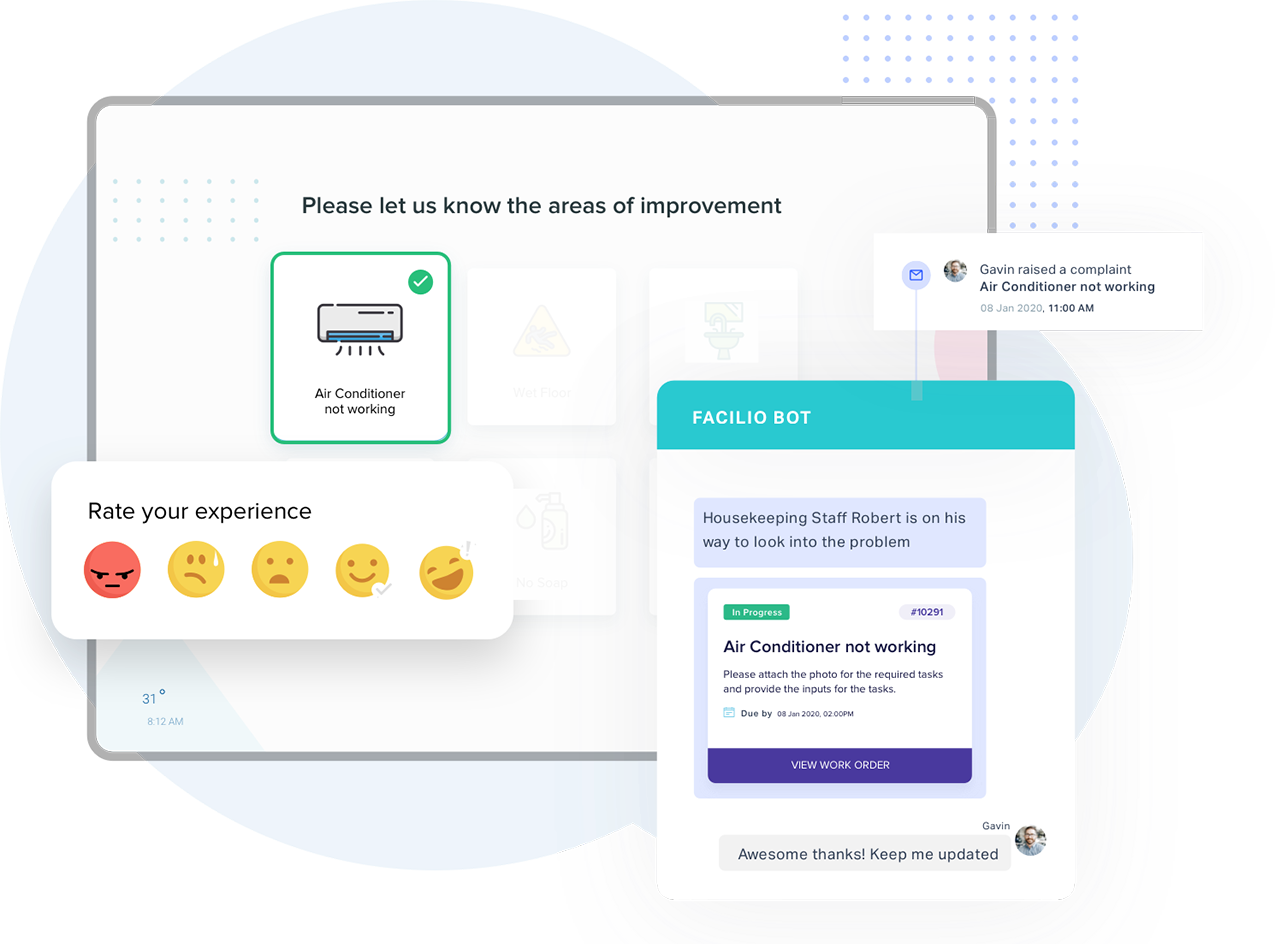 Please let us know the areas of improvement
Air Conditioner
not working
Wet Floor
No Soap
Rate your experience
31°
8:12 AM
Gavin raised a complaint
Air Conditioner not working
08 Jan 2020, 11:00 AM
FACILIO BOT
Housekeeping Staff Robert is on his
way to look into the problem
In Progress
#10291
Air Conditioner not working
Please attach the photo for the required tasks
and provide the inputs for the tasks.
Due by 08 Jan 2020, 02.00PM
VIEW WORK ORDER
Gavin
Awesome thanks! Keep me updated